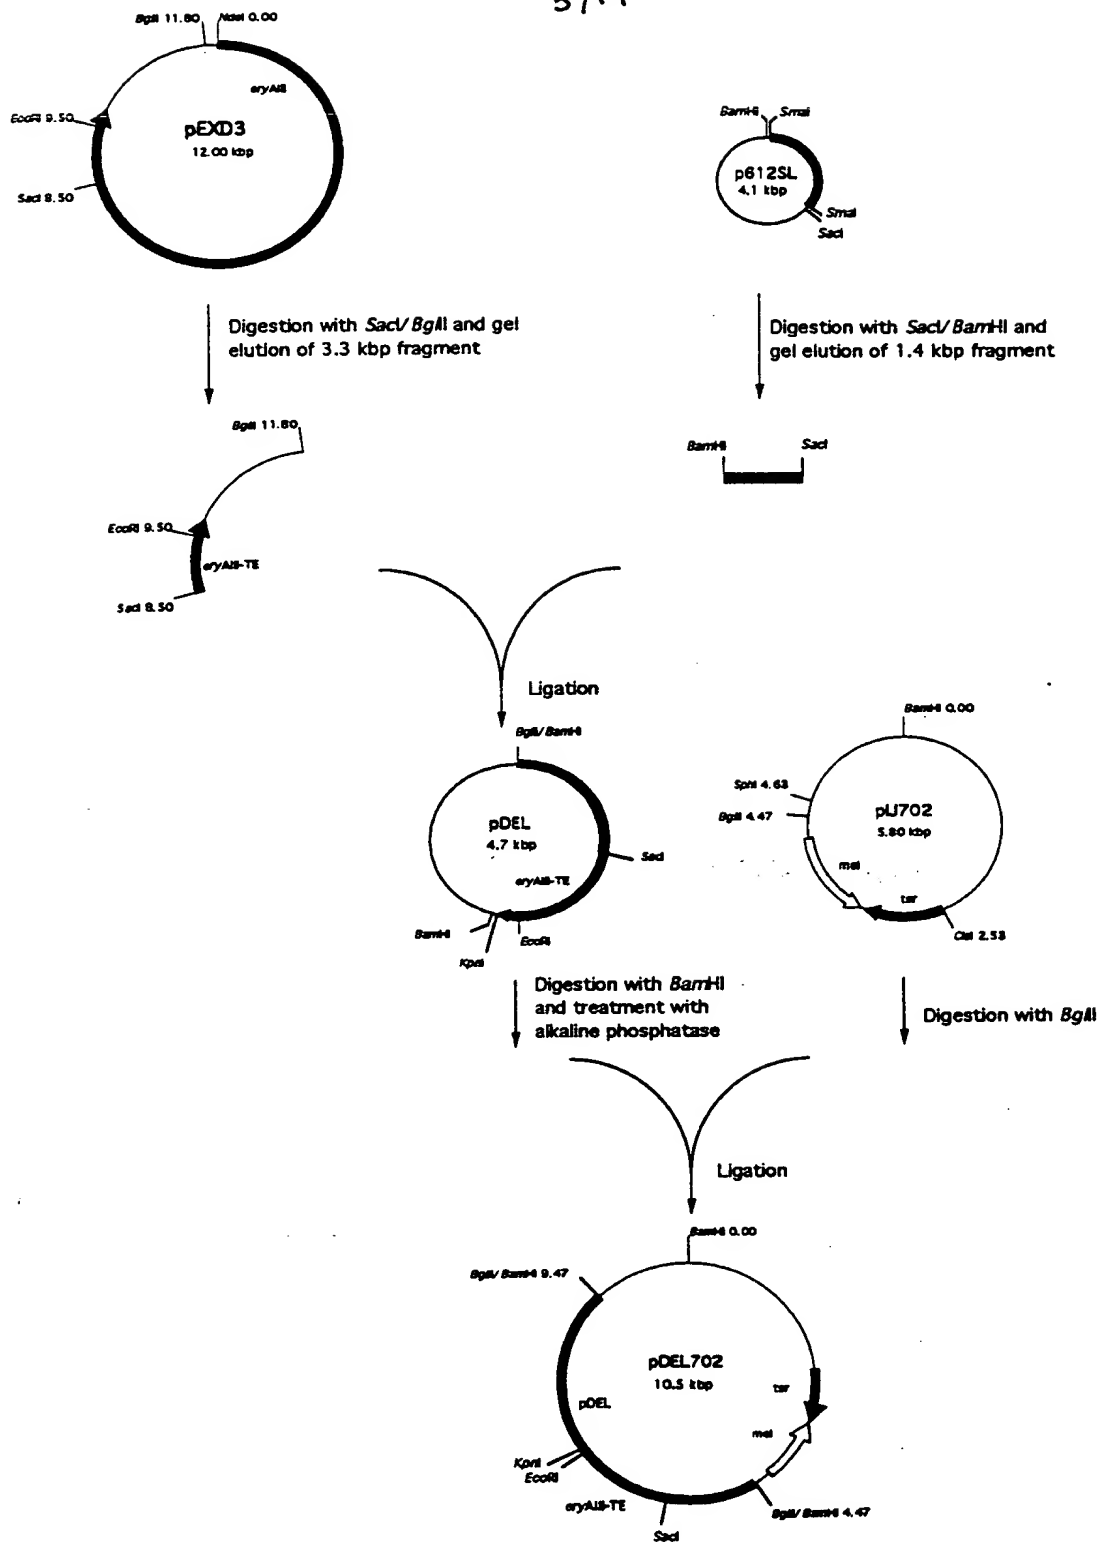 5/14
BglII 11.80
NdeI 0.00
eryAIII
EcoRI 9.50
pEXD3
12.00 kbp
SacI 8.50
BamHI
SmaI
p612SL
4.1 kbp
SmaI
SacI
Digestion with SacI/BglII and gel
elution of 3.3 kbp fragment
Digestion with SacI/BamHI and
gel elution of 1.4 kbp fragment
BglII 11.80
BamHI
SacI
EcoRI 9.50
eryAIII-TE
SacI 8.50
Ligation
BglII/BamHI
BamHI 0.00
SphI 4.63
pDEL
4.7 kbp
BglII 4.47
pIJ702
5.80 kbp
SacI
mel
eryAIII-TE
tsr
BamHI
EcoRI
ClaI 2.53
KpnI
Digestion with BamHI
and treatment with
alkaline phosphatase
Digestion with BglII
Ligation
BamHI 0.00
BglII/BamHI 9.47
pDEL702
10.5 kbp
tsr
pDEL
mel
KpnI
EcoRI
eryAIII-TE
BglII/BamHI 4.47
SacI